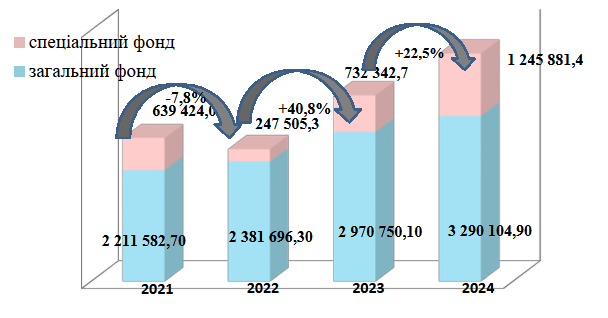 спеціальний фонд
загальний фонд
-7,8%
639 424,0
+40,8%
247 505,3
732 342,7
+22,5%
1 245 881,4
2 211 582,70
2 381 696,30
2 970 750,10
3 290 104,90
2021
2022
2023
2024